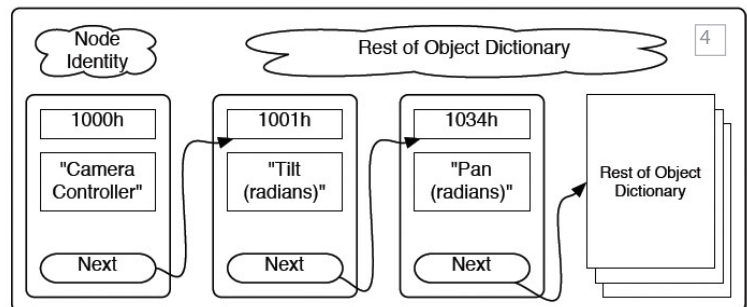 Node
Identity
Rest of Object Dictionary
4
1000h
"Camera
Controller"
Next
1001h
"Tilt
(radians)"
Next
1034h
"Pan
(radians)"
Next
Rest of Object
Dictionary